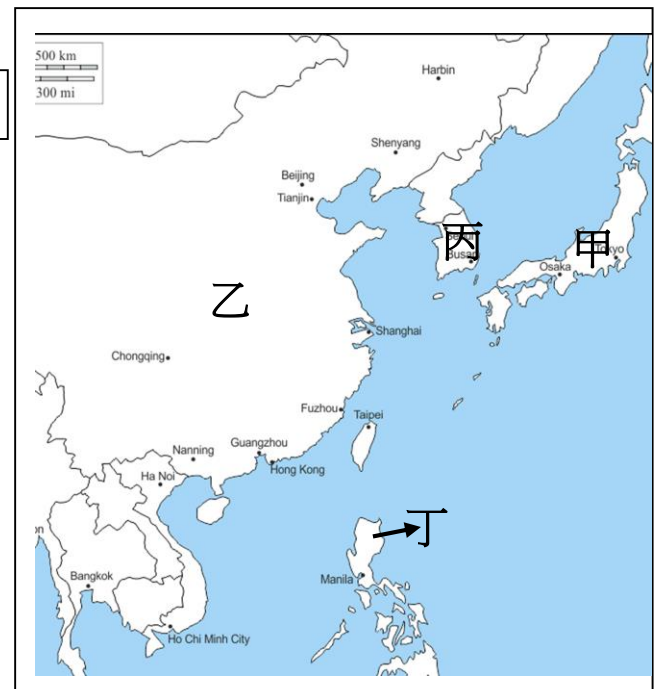 500 km
300 mi
Harbin
Shenyang
Beijing
Tianjin
丙
甲
Tokyo
Busan
Osaka
乙
Shanghai
Chongqing
Fuzhou
Taipei
Guangzhou
Nanning
Hong Kong
Ha Noi
丁
Manila
Bangkok
Ho Chi Minh City